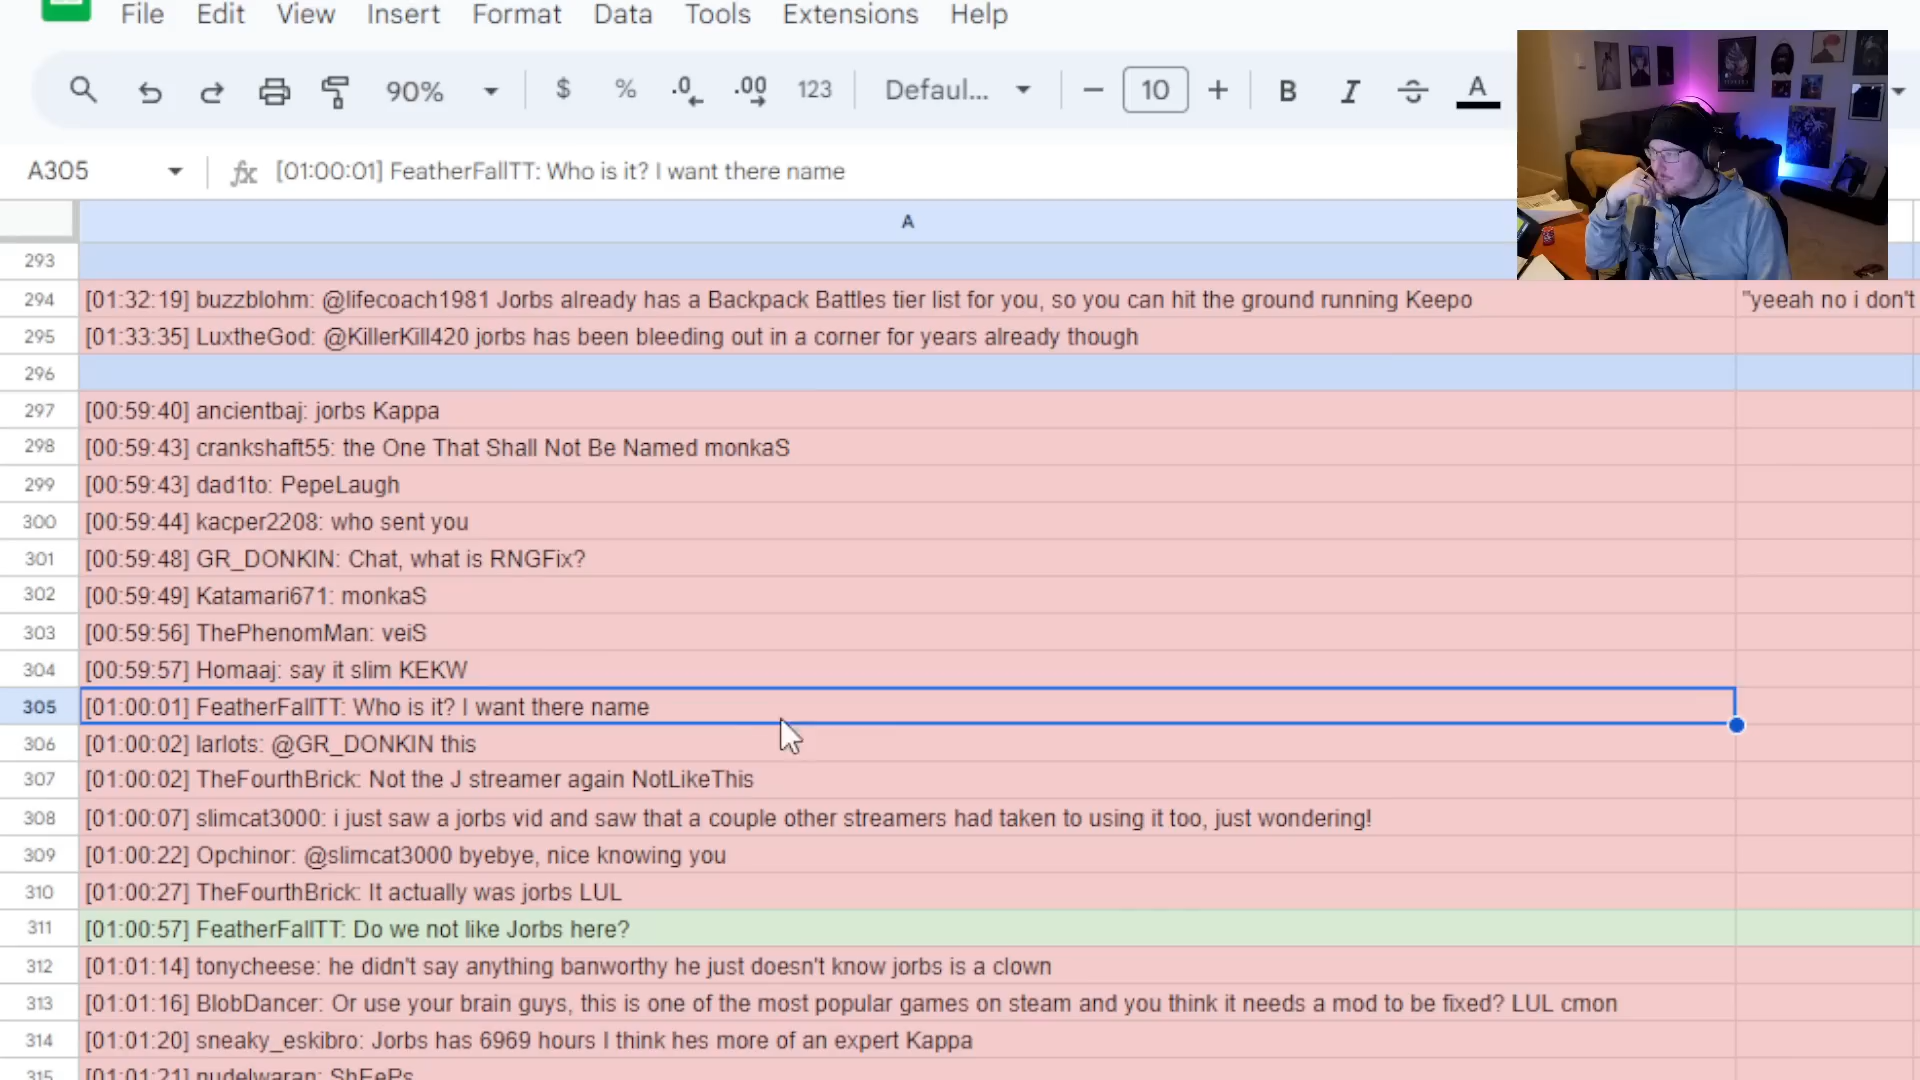 File Edit View Insert Format Data Tools Extensions Help
90% $ % .0 .00 123 Defaul... 10 B I A
A305 fx [01:00:01] FeatherFallTT: Who is it? I want there name
A
293
294 [01:32:19] buzzblohm: @lifecoach1981 Jorbs already has a Backpack Battles tier list for you, so you can hit the ground running Keepo "yeeah no i don't
295 [01:33:35] LuxtheGod: @KillerKill420 jorbs has been bleeding out in a corner for years already though
296
297 [00:59:40] ancientbaj: jorbs Kappa
298 [00:59:43] crankshaft55: the One That Shall Not Be Named monkaS
299 [00:59:43] dad1to: PepeLaugh
300 [00:59:44] kacper2208: who sent you
301 [00:59:48] GR_DONKIN: Chat, what is RNGFix?
302 [00:59:49] Katamari671: monkaS
303 [00:59:56] ThePhenomMan: veiS
304 [00:59:57] Homaaj: say it slim KEKW
305 [01:00:01] FeatherFallTT: Who is it? I want there name
306 [01:00:02] larlots: @GR_DONKIN this
307 [01:00:02] TheFourthBrick: Not the J streamer again NotLikeThis
308 [01:00:07] slimcat3000: i just saw a jorbs vid and saw that a couple other streamers had taken to using it too, just wondering!
309 [01:00:22] Opchinor: @slimcat3000 byebye, nice knowing you
310 [01:00:27] TheFourthBrick: It actually was jorbs LUL
311 [01:00:57] FeatherFallTT: Do we not like Jorbs here?
312 [01:01:14] tonycheese: he didn't say anything banworthy he just doesn't know jorbs is a clown
313 [01:01:16] BlobDancer: Or use your brain guys, this is one of the most popular games on steam and you think it needs a mod to be fixed? LUL cmon
314 [01:01:20] sneaky_eskibro: Jorbs has 6969 hours I think hes more of an expert Kappa
315 [01:01:21] nudelwaran: ShEePs